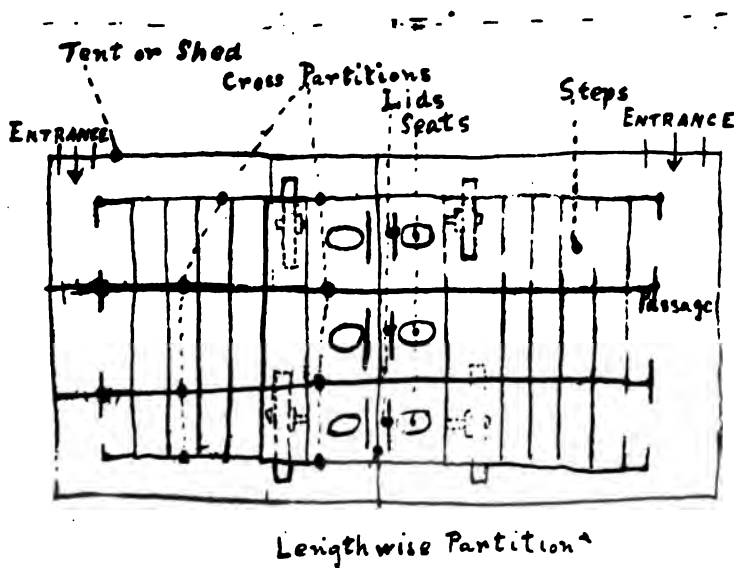 Tent or Shed
Cross Partitions
Lids
Seats
Steps
ENTRANCE
ENTRANCE
Passage
Lengthwise Partition